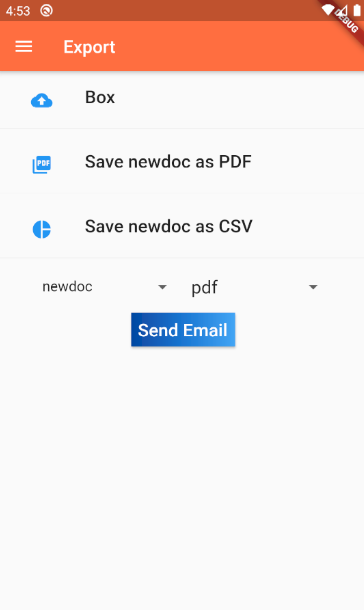 4:53
DEBUG
Export
Box
PDF
Save newdoc as PDF
Save newdoc as CSV
newdoc
pdf
Send Email